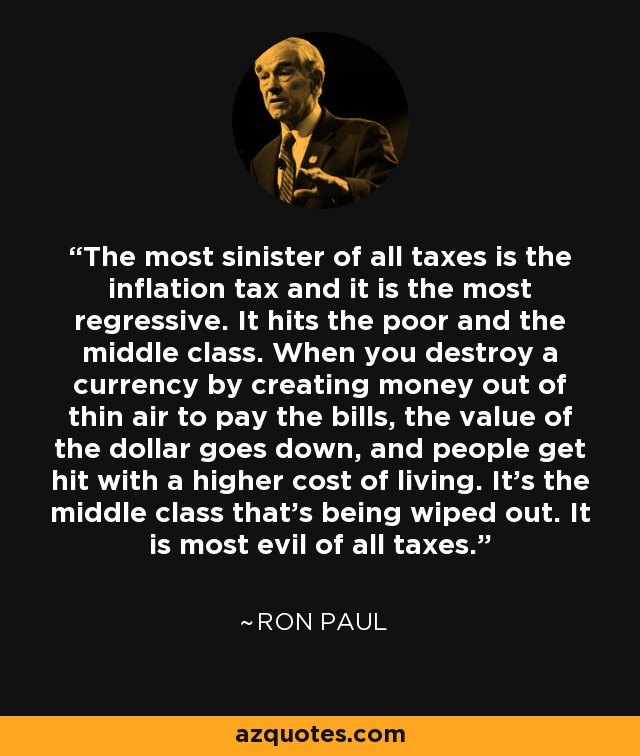 “The most sinister of all taxes is the
inflation tax and it is the most
regressive. It hits the poor and the
middle class. When you destroy a
currency by creating money out of
thin air to pay the bills, the value of
the dollar goes down, and people get
hit with a higher cost of living. It’s the
middle class that’s being wiped out. It
is most evil of all taxes.”
~RON PAUL
azquotes.com